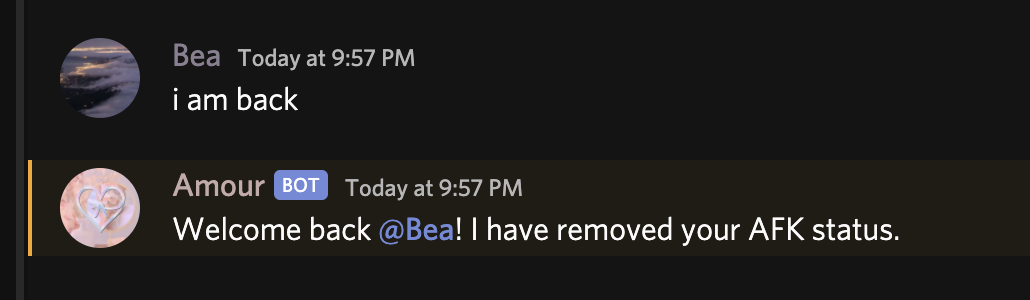 Bea Today at 9:57 PM
i am back
Amour BOT Today at 9:57 PM
Welcome back @Bea! I have removed your AFK status.